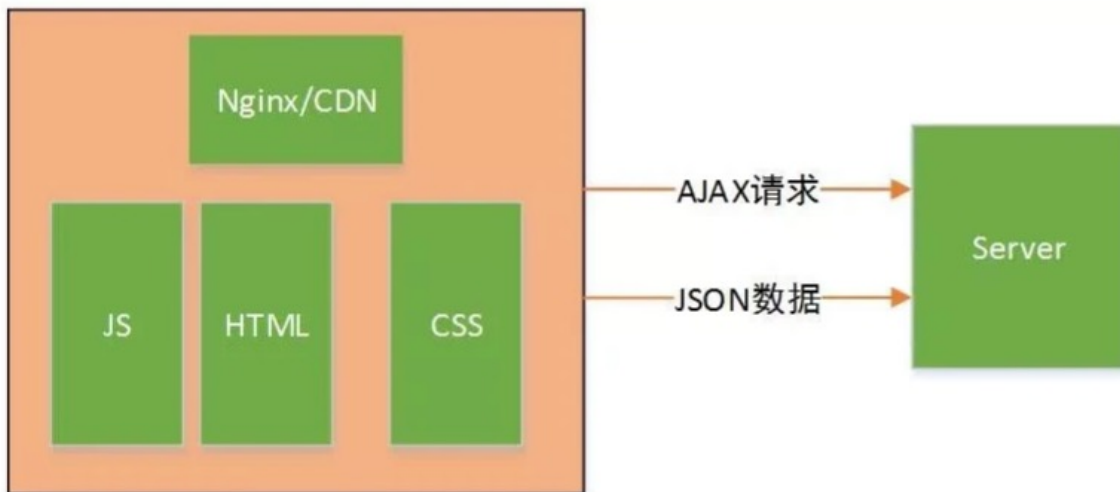 Nginx/CDN
AJAX请求
Server
JSON数据
JS
HTML
CSS